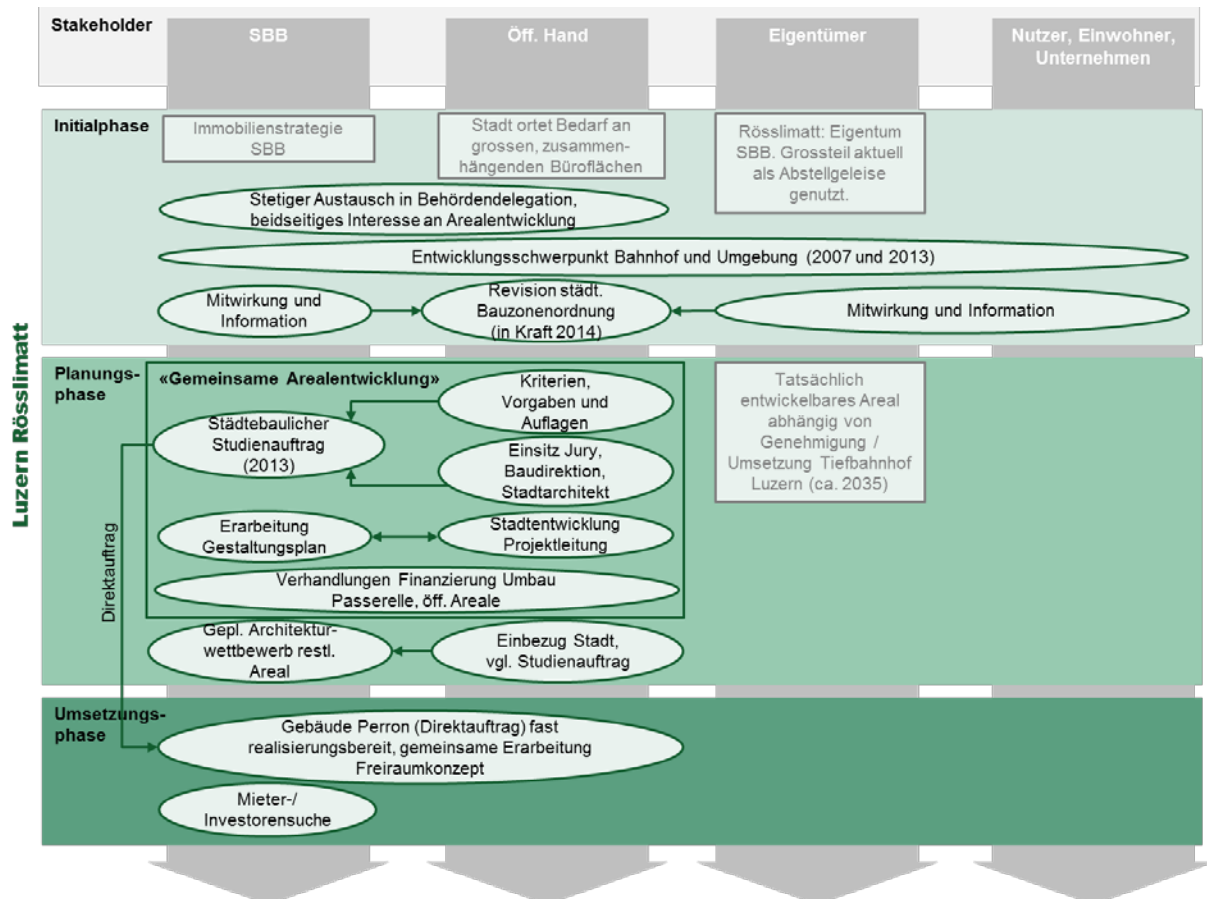 Stakeholder
SBB
Öff. Hand
Eigentümer
Nutzer, Einwohner,
Unternehmen
Luzern Rösslimatt
Initialphase
Immobilienstrategie
SBB
Stadt ortet Bedarf an
grossen, zusammen-
hängenden Büroflächen
Rösslimatt: Eigentum
SBB. Grossteil aktuell
als Abstellgeleise
genutzt.
Stetiger Austausch in Behördendelegation,
beidseitiges Interesse an Arealentwicklung
Entwicklungsschwerpunkt Bahnhof und Umgebung (2007 und 2013)
Mitwirkung und
Information
Revision städt.
Bauzonenordnung
(in Kraft 2014)
Mitwirkung und Information
Planungs-
phase
«Gemeinsame Arealentwicklung»
Städtebaulicher
Studienauftrag
(2013)
Kriterien,
Vorgaben und
Auflagen
Einsitz Jury,
Baudirektion,
Stadtarchitekt
Tatsächlich
entwickelbares Areal
abhängig von
Genehmigung /
Umsetzung Tiefbahnhof
Luzern (ca. 2035)
Erarbeitung
Gestaltungsplan
Stadtentwicklung
Projektleitung
Verhandlungen Finanzierung Umbau
Passerelle, öff. Areale
Direktauftrag
Gepl. Architektur-
wettbewerb restl.
Areal
Einbezug Stadt,
vgl. Studienauftrag
Umsetzungs-
phase
Gebäude Perron (Direktauftrag) fast
realisierungsbereit, gemeinsame Erarbeitung
Freiraumkonzept
Mieter-/
Investorensuche